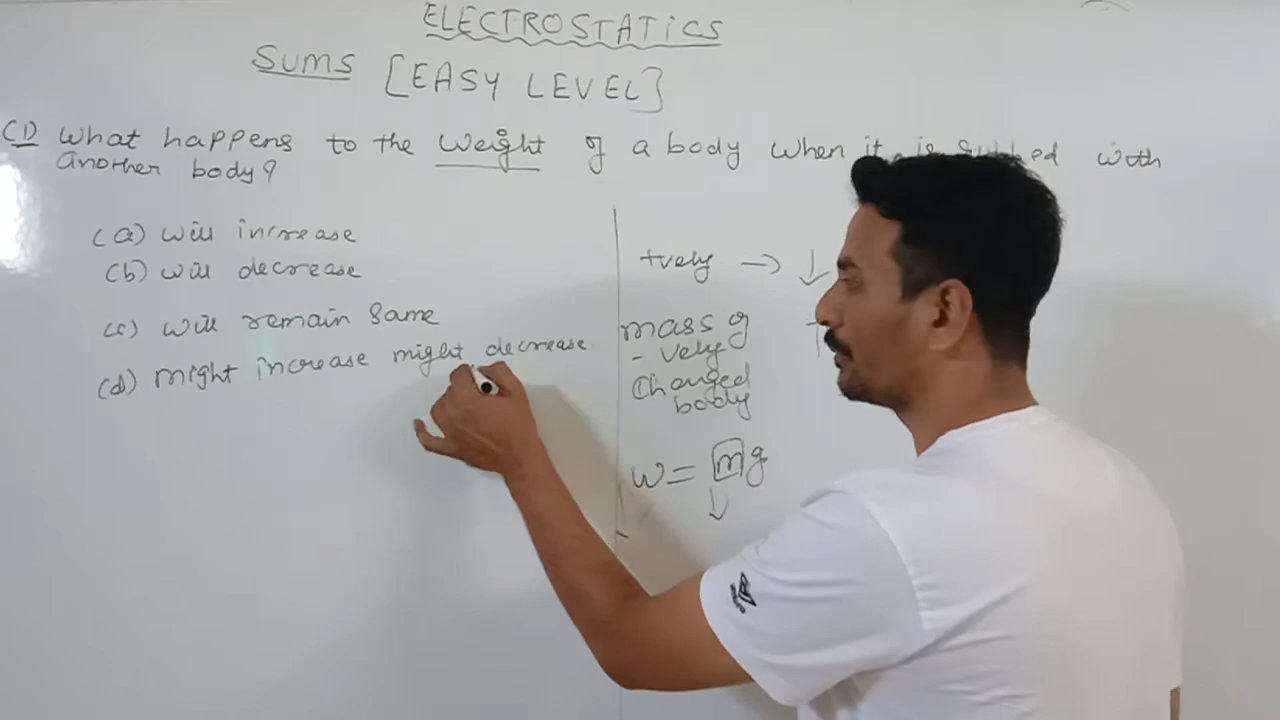 ELECTROSTATICS
SUMS [EASY LEVEL]
(1) What happens to the weight of a body when it is with
another body?
(a) will increase
(b) will decrease
(c) will remain same
(d) might increase might decrease
+vely → ↓
mass of
-vely
Charged
body
w = mg
↓